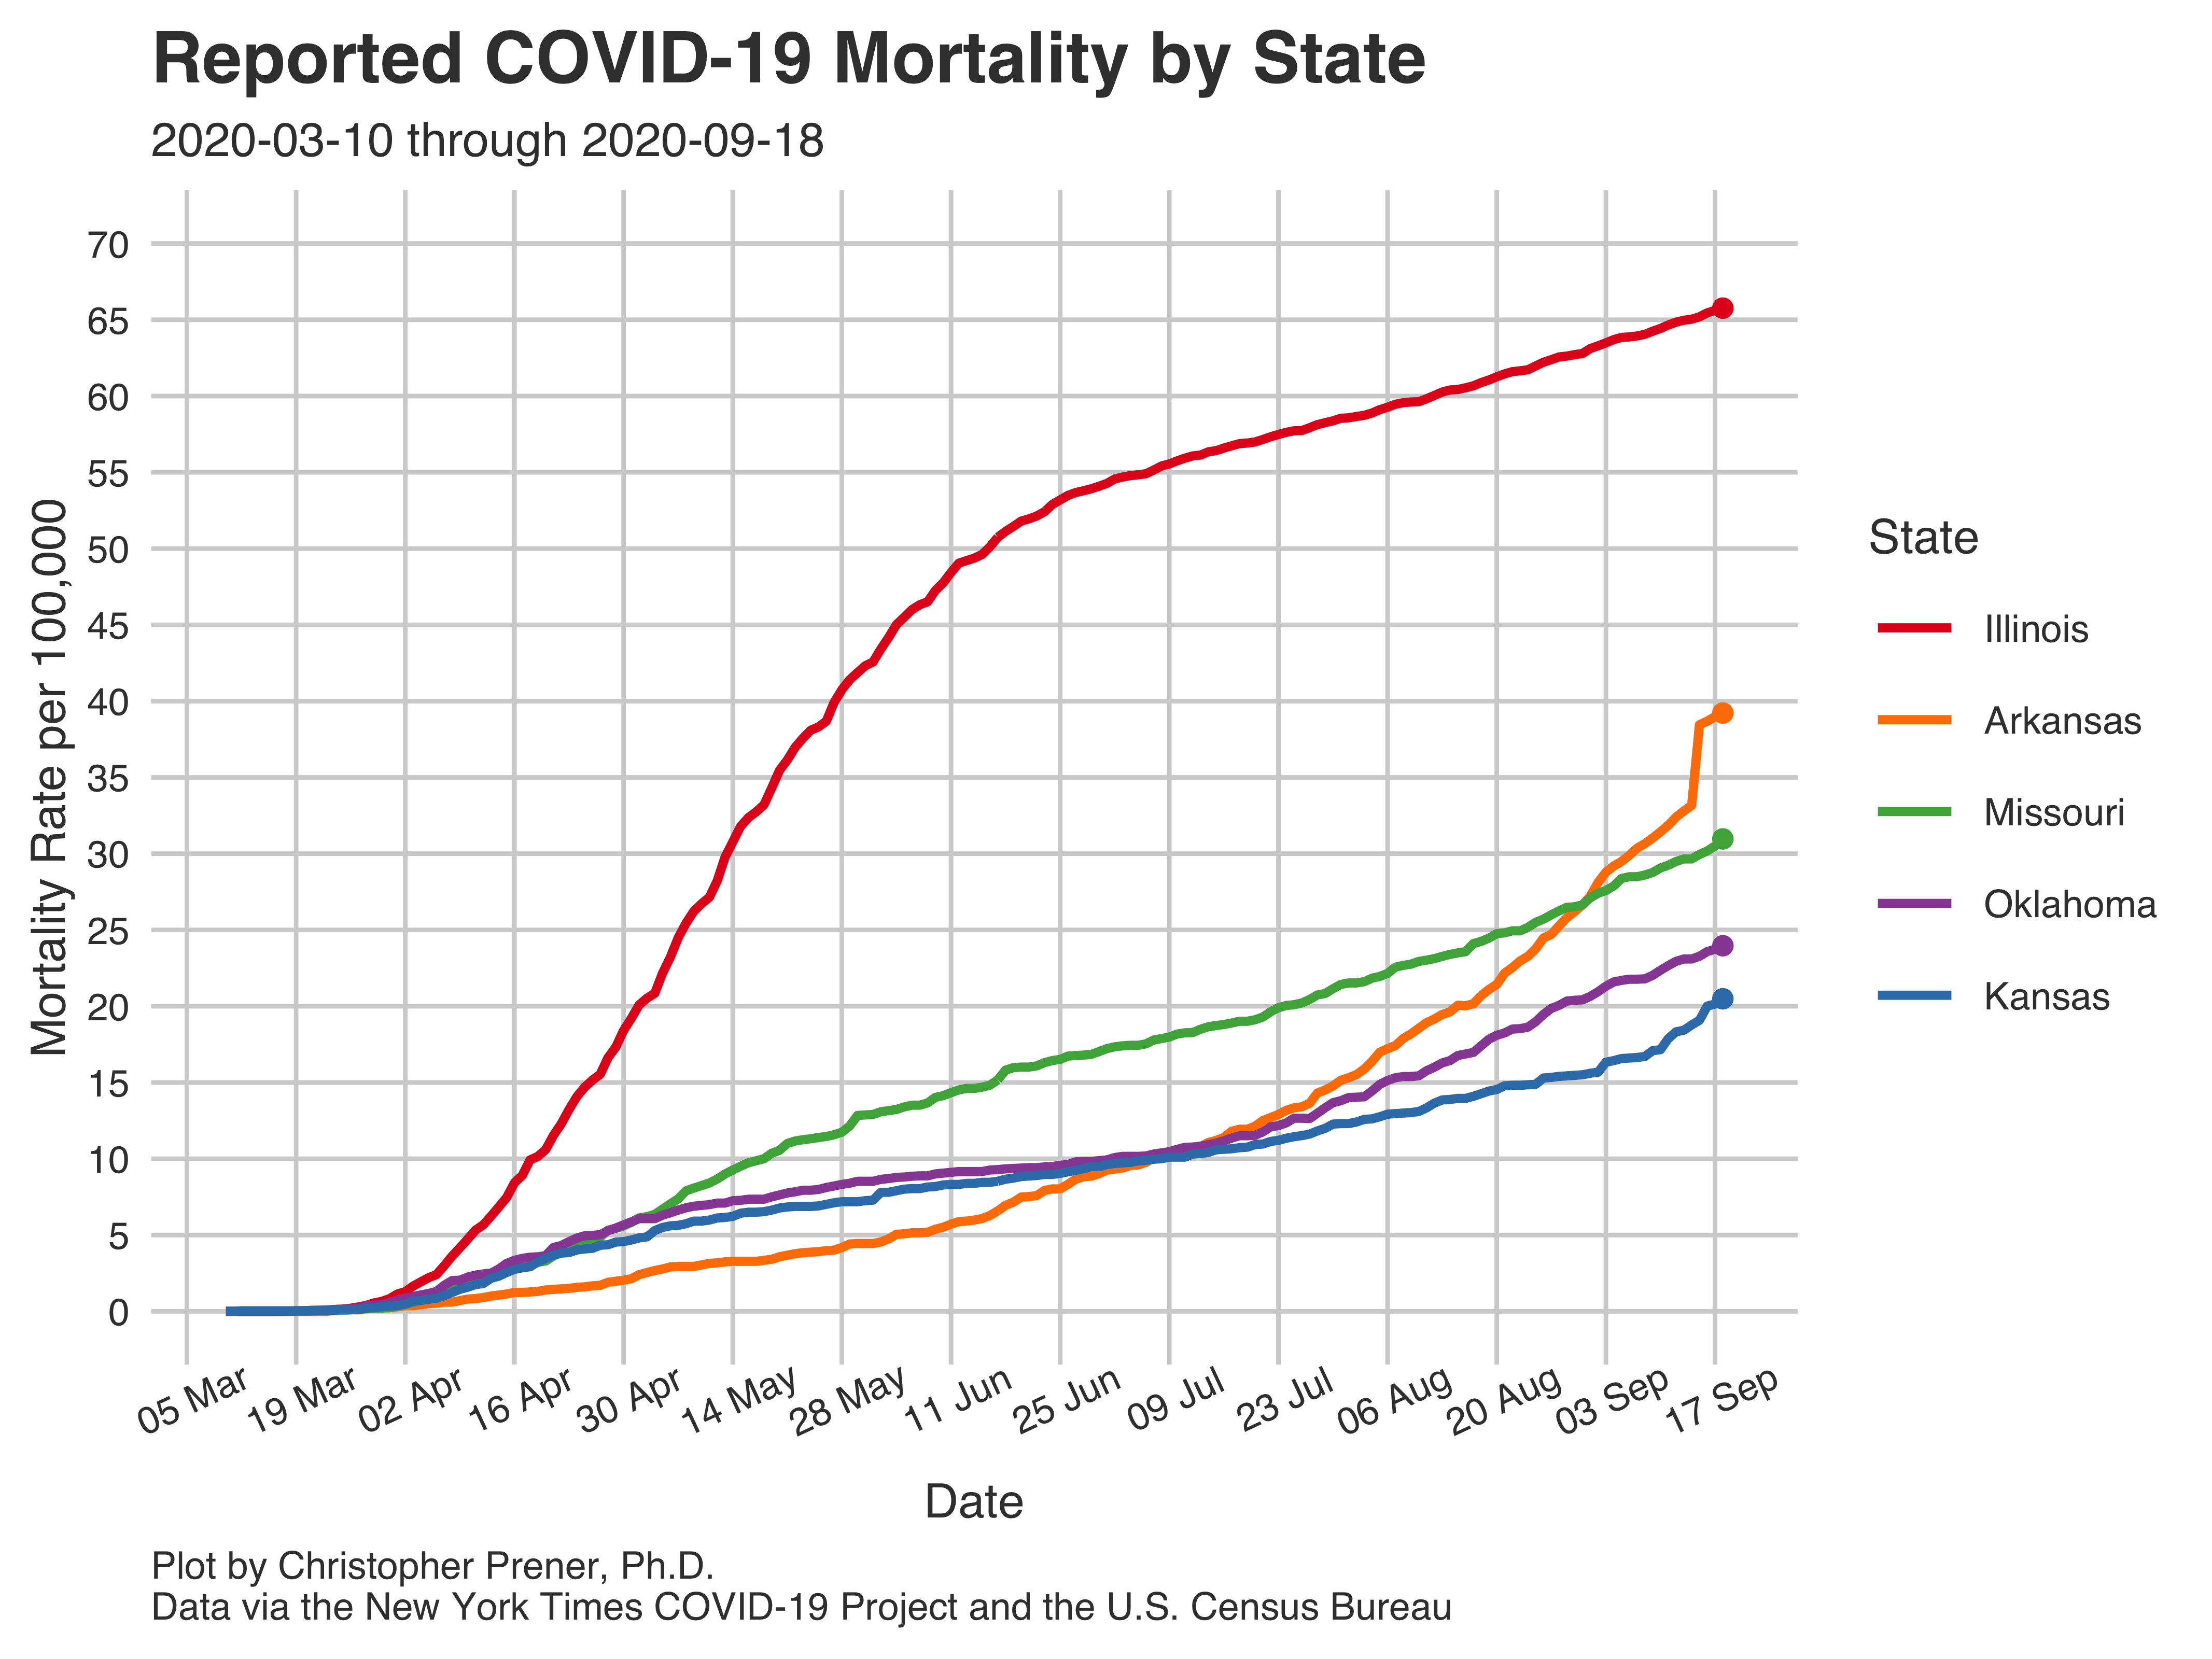 Reported COVID-19 Mortality by State
2020-03-10 through 2020-09-18
Mortality Rate per 100,000
70
65
60
55
50
45
40
35
30
25
20
15
10
5
0
05 Mar
19 Mar
02 Apr
16 Apr
30 Apr
14 May
28 May
11 Jun
25 Jun
09 Jul
23 Jul
06 Aug
20 Aug
03 Sep
17 Sep
Date
State
Illinois
Arkansas
Missouri
Oklahoma
Kansas
Plot by Christopher Prener, Ph.D.
Data via the New York Times COVID-19 Project and the U.S. Census Bureau